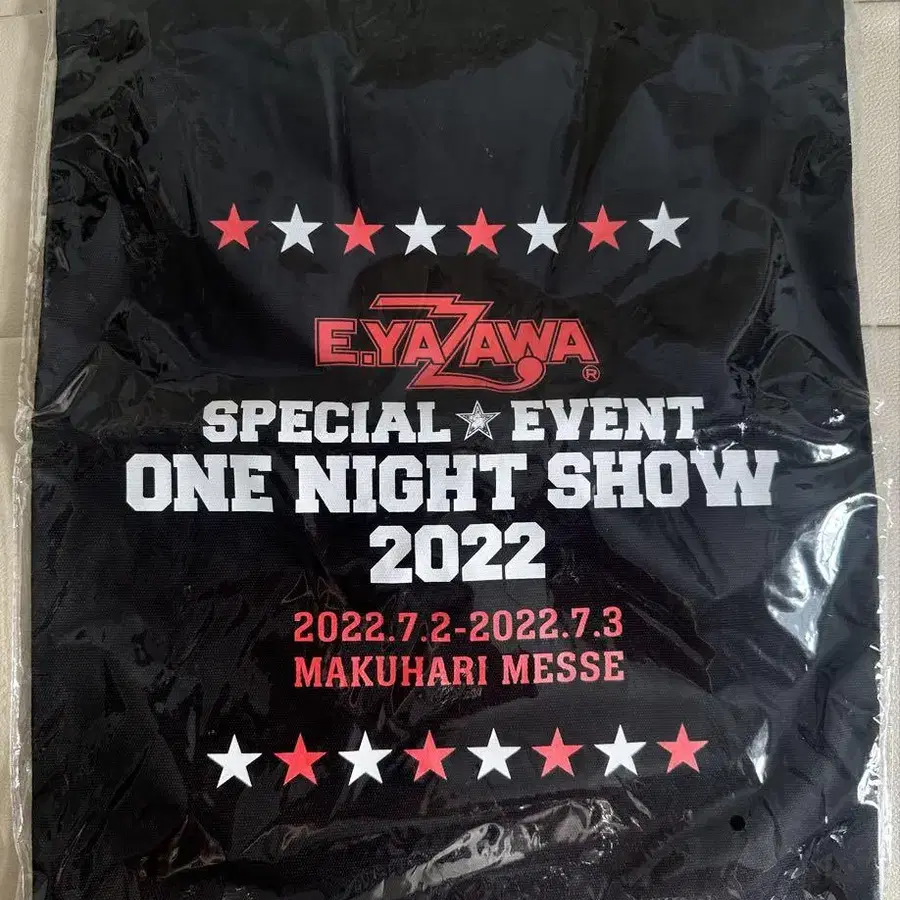 E.YAZAWA ®
SPECIAL ★ EVENT
ONE NIGHT SHOW
2022
2022.7.2-2022.7.3
MAKUHARI MESSE